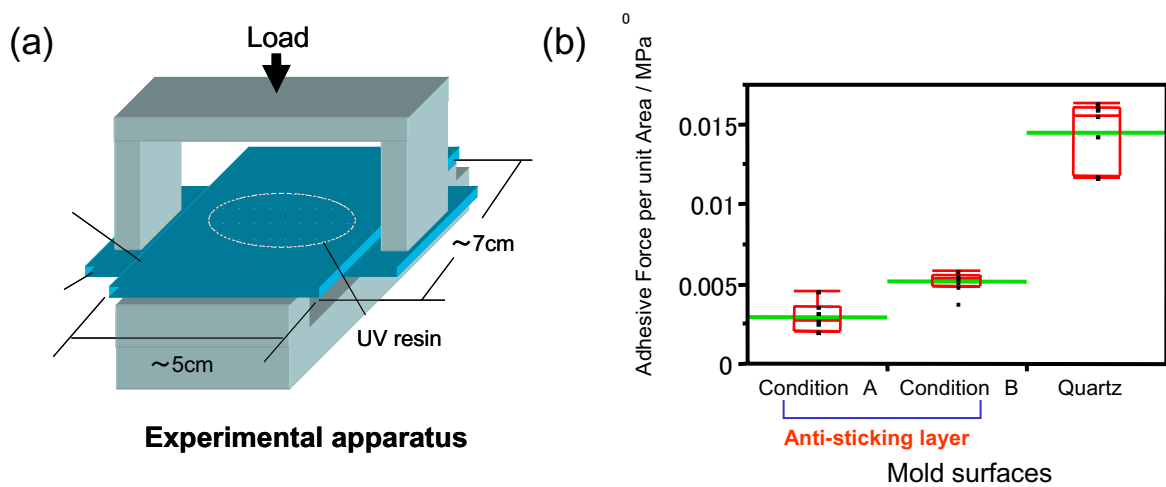 (a)
Load
~7cm
UV resin
~5cm
Experimental apparatus
(b)
0
Adhesive Force per unit Area / MPa
0.015
0.01
0.005
0
Condition A Condition B Quartz
Anti-sticking layer
Mold surfaces